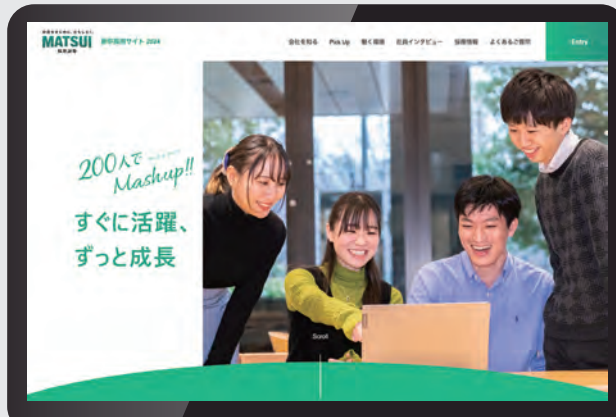 MATSUI
新卒採用サイト 2024
会社を知る
Pick Up
働く環境
社員インタビュー
採用情報
よくあるご質問
Entry
200人で
Mashup!!
すぐに活躍、
ずっと成長
Scroll